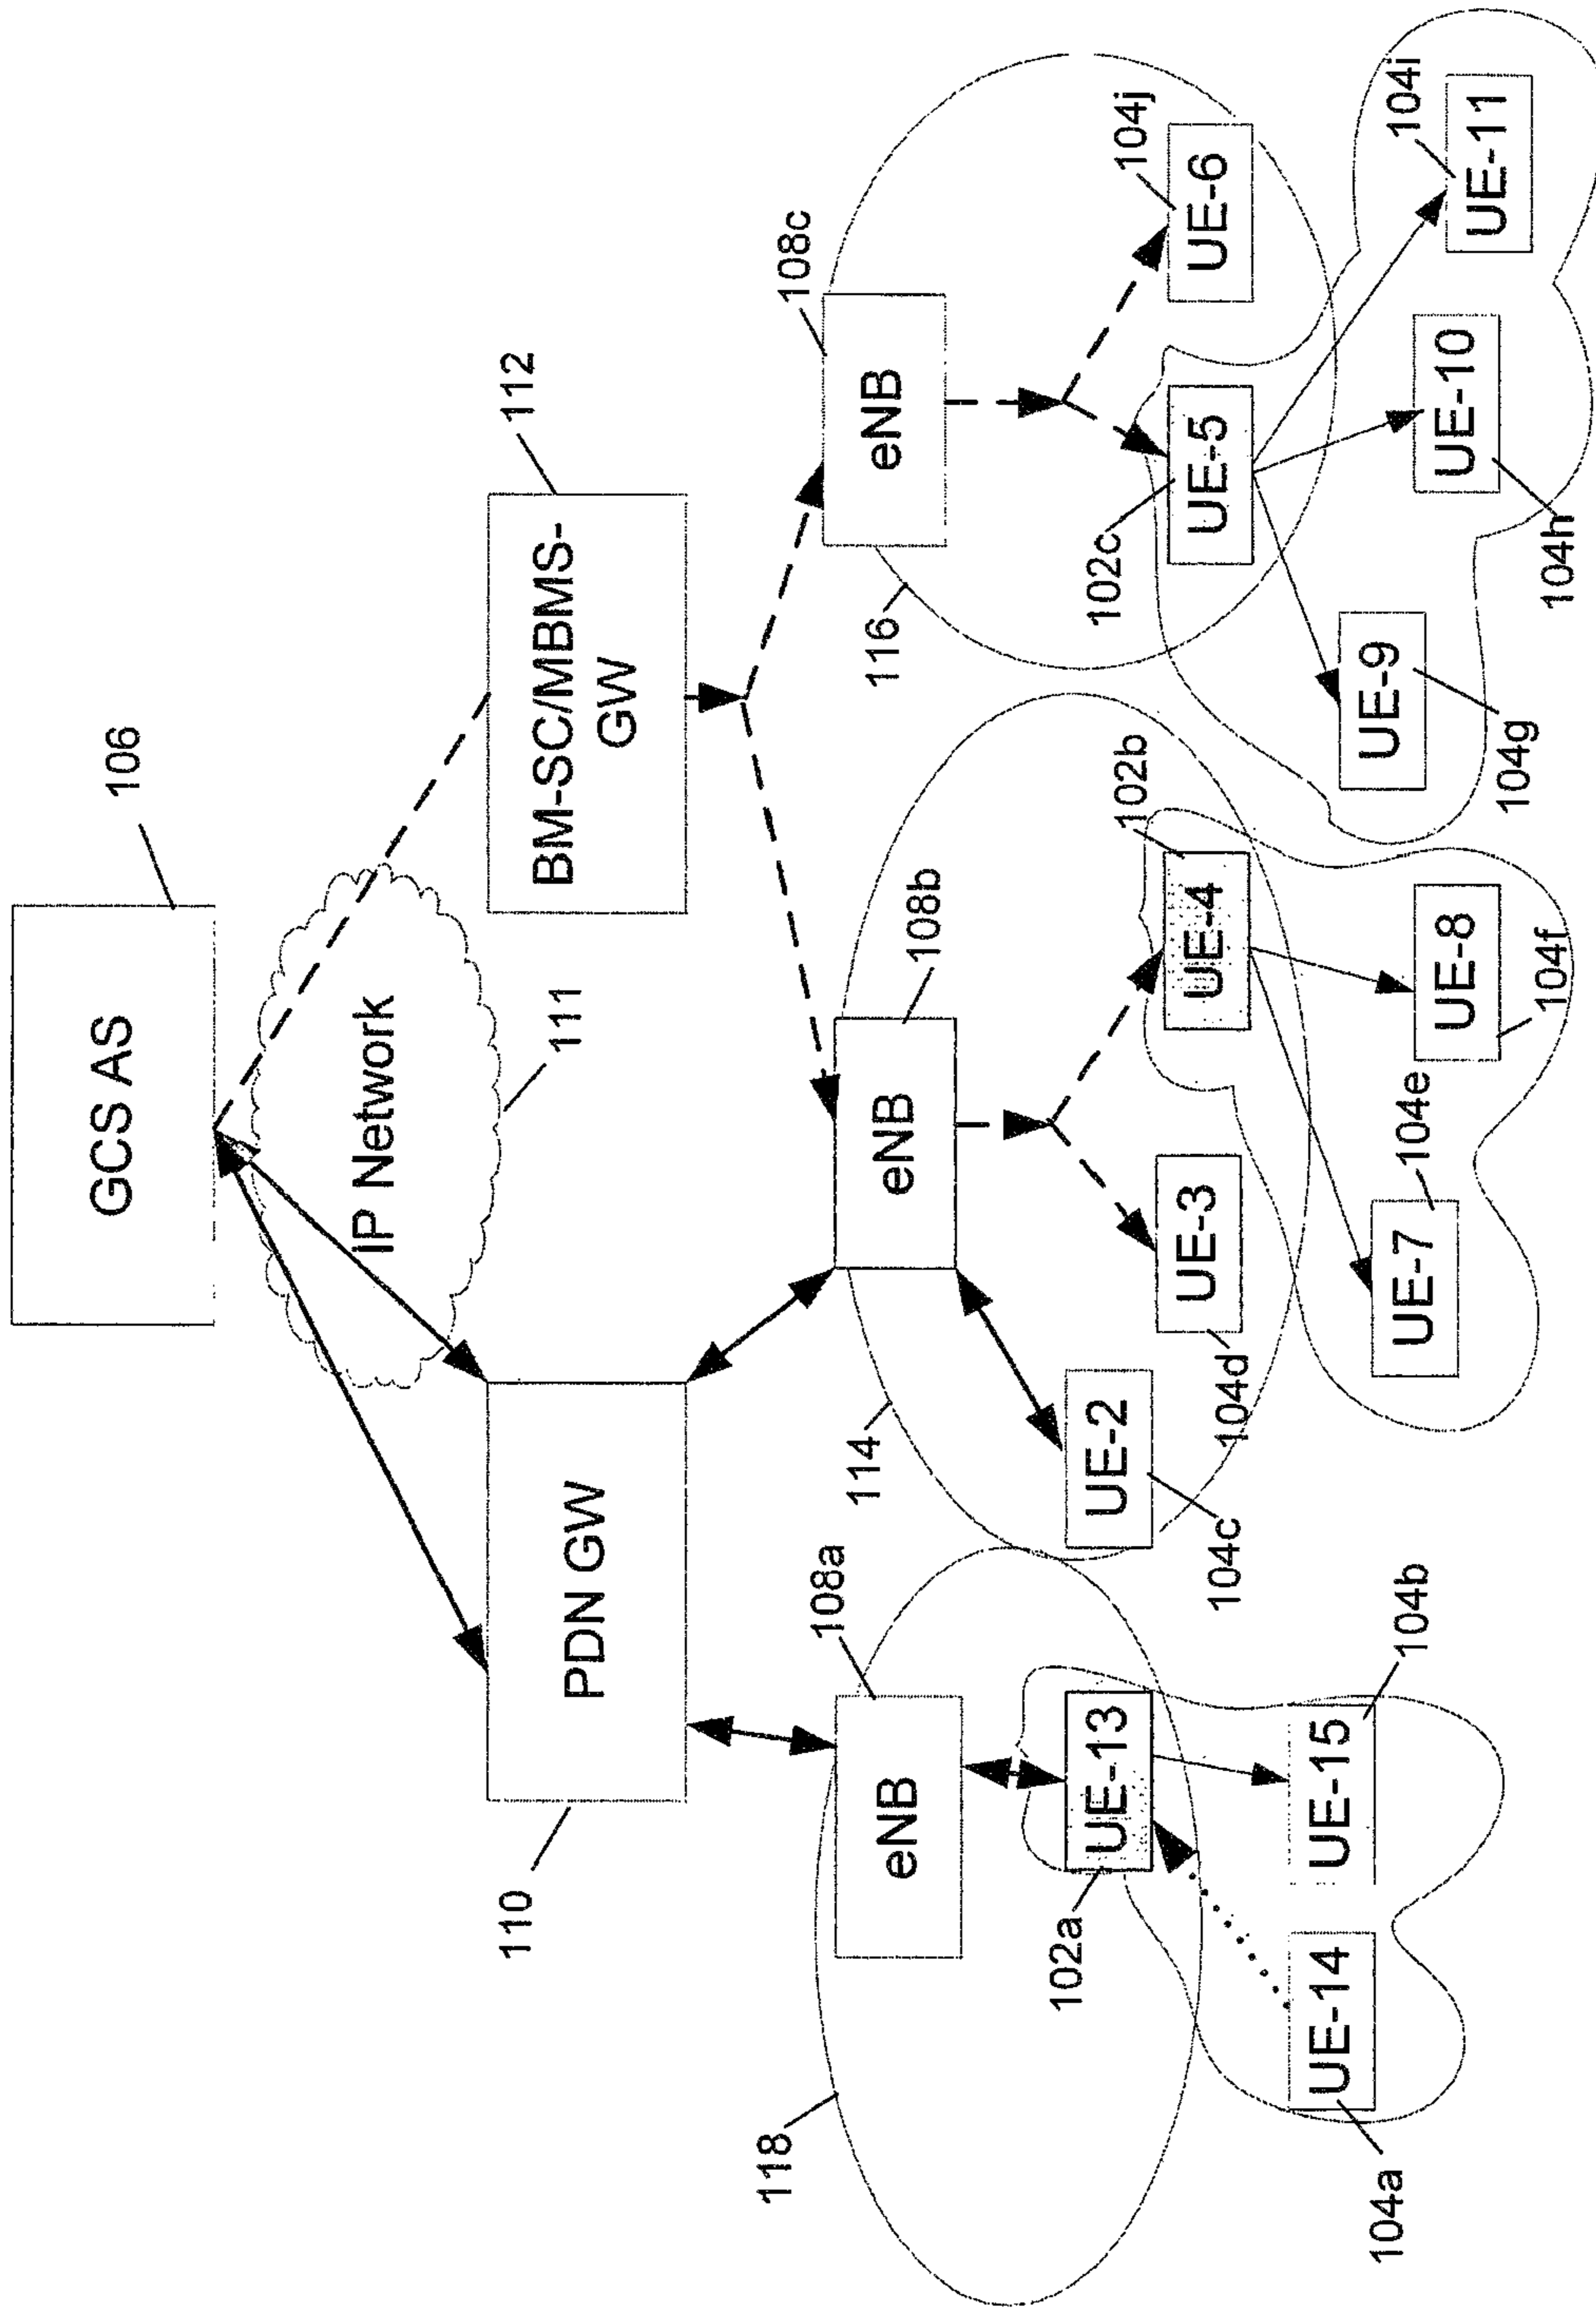 GCS AS
106
IP Network
111
PDN GW
110
BM-SC/MBMS-
GW
112
118
eNB
108a
114
eNB
108b
116
eNB
108c
UE-13
102a
UE-2
104c
UE-3
104d
UE-4
102b
UE-5
102c
UE-6
104j
UE-14
104a
UE-15
104b
UE-7
104e
UE-8
104f
UE-9
104g
UE-10
104h
UE-11
104i